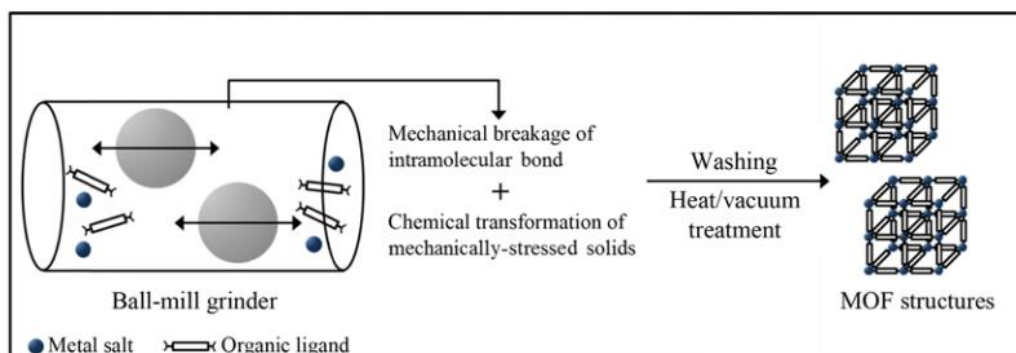 Mechanical breakage of
intramolecular bond
+
Chemical transformation of
mechanically-stressed solids
Washing
Heat/vacuum
treatment
Ball-mill grinder
MOF structures
Metal salt
Organic ligand